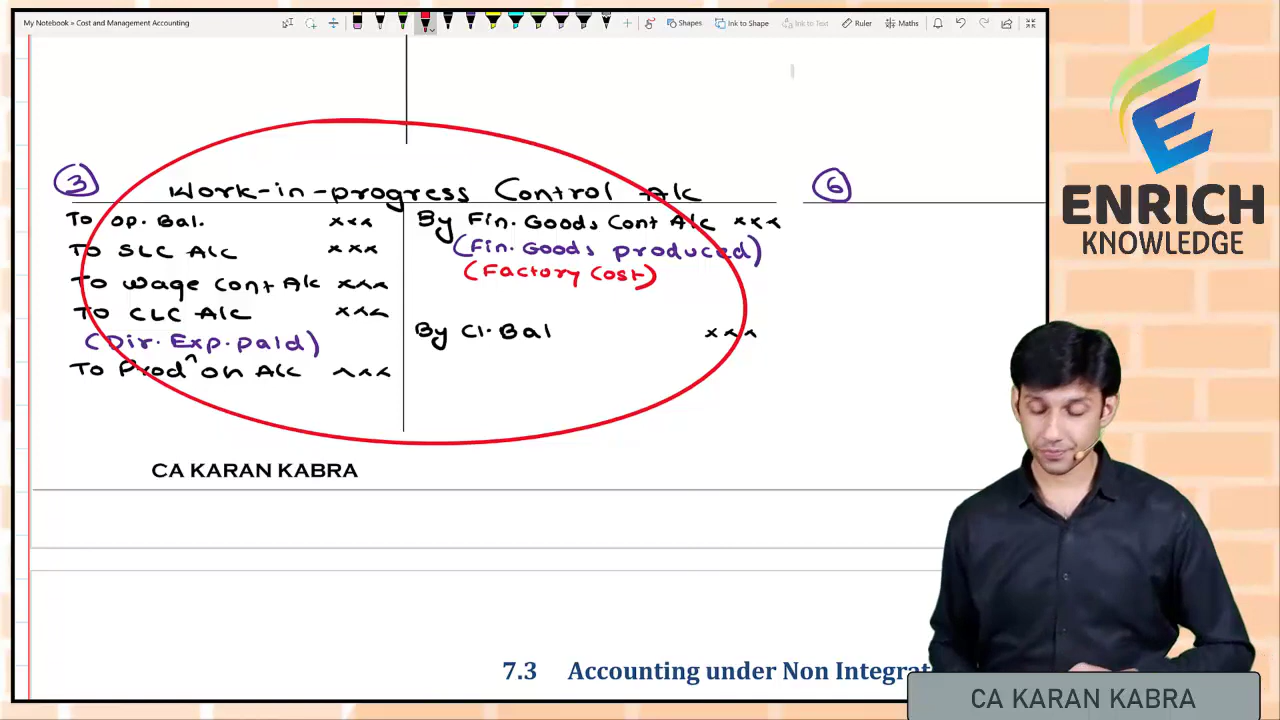 My Notebook » Cost and Management Accounting
Shapes
Ink to Shape
Ink to Text
Ruler
Maths
3
Work-in-progress Control A/c
To Op. Bal. xxx
To SLC A/c xxx
To Wage Cont A/c xxx
To CLC A/c xxx
(Dir. Exp. paid)
To Prodⁿ OH A/c xxx
By Fin. Goods Cont A/c xxx
(Fin. Goods produced)
(Factory Cost)
By Cl. Bal xxx
6
CA KARAN KABRA
7.3 Accounting under Non Integrat
E
ENRICH
KNOWLEDGE
CA KARAN KABRA